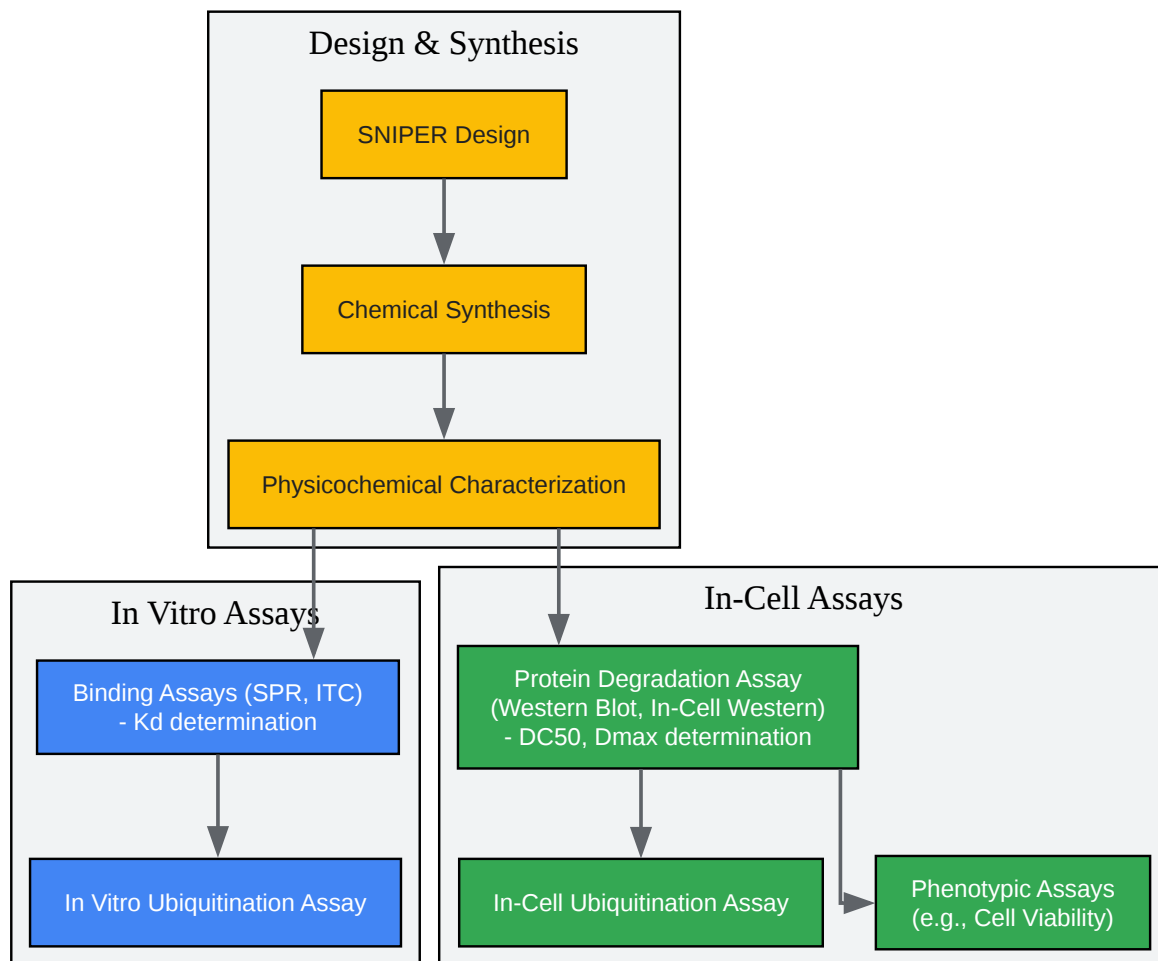 Design & Synthesis
SNIPER Design
Chemical Synthesis
Physicochemical Characterization
In Vitro Assays
Binding Assays (SPR, ITC)
- Kd determination
In Vitro Ubiquitination Assay
In-Cell Assays
Protein Degradation Assay
(Western Blot, In-Cell Western)
- DC50, Dmax determination
In-Cell Ubiquitination Assay
Phenotypic Assays
(e.g., Cell Viability)